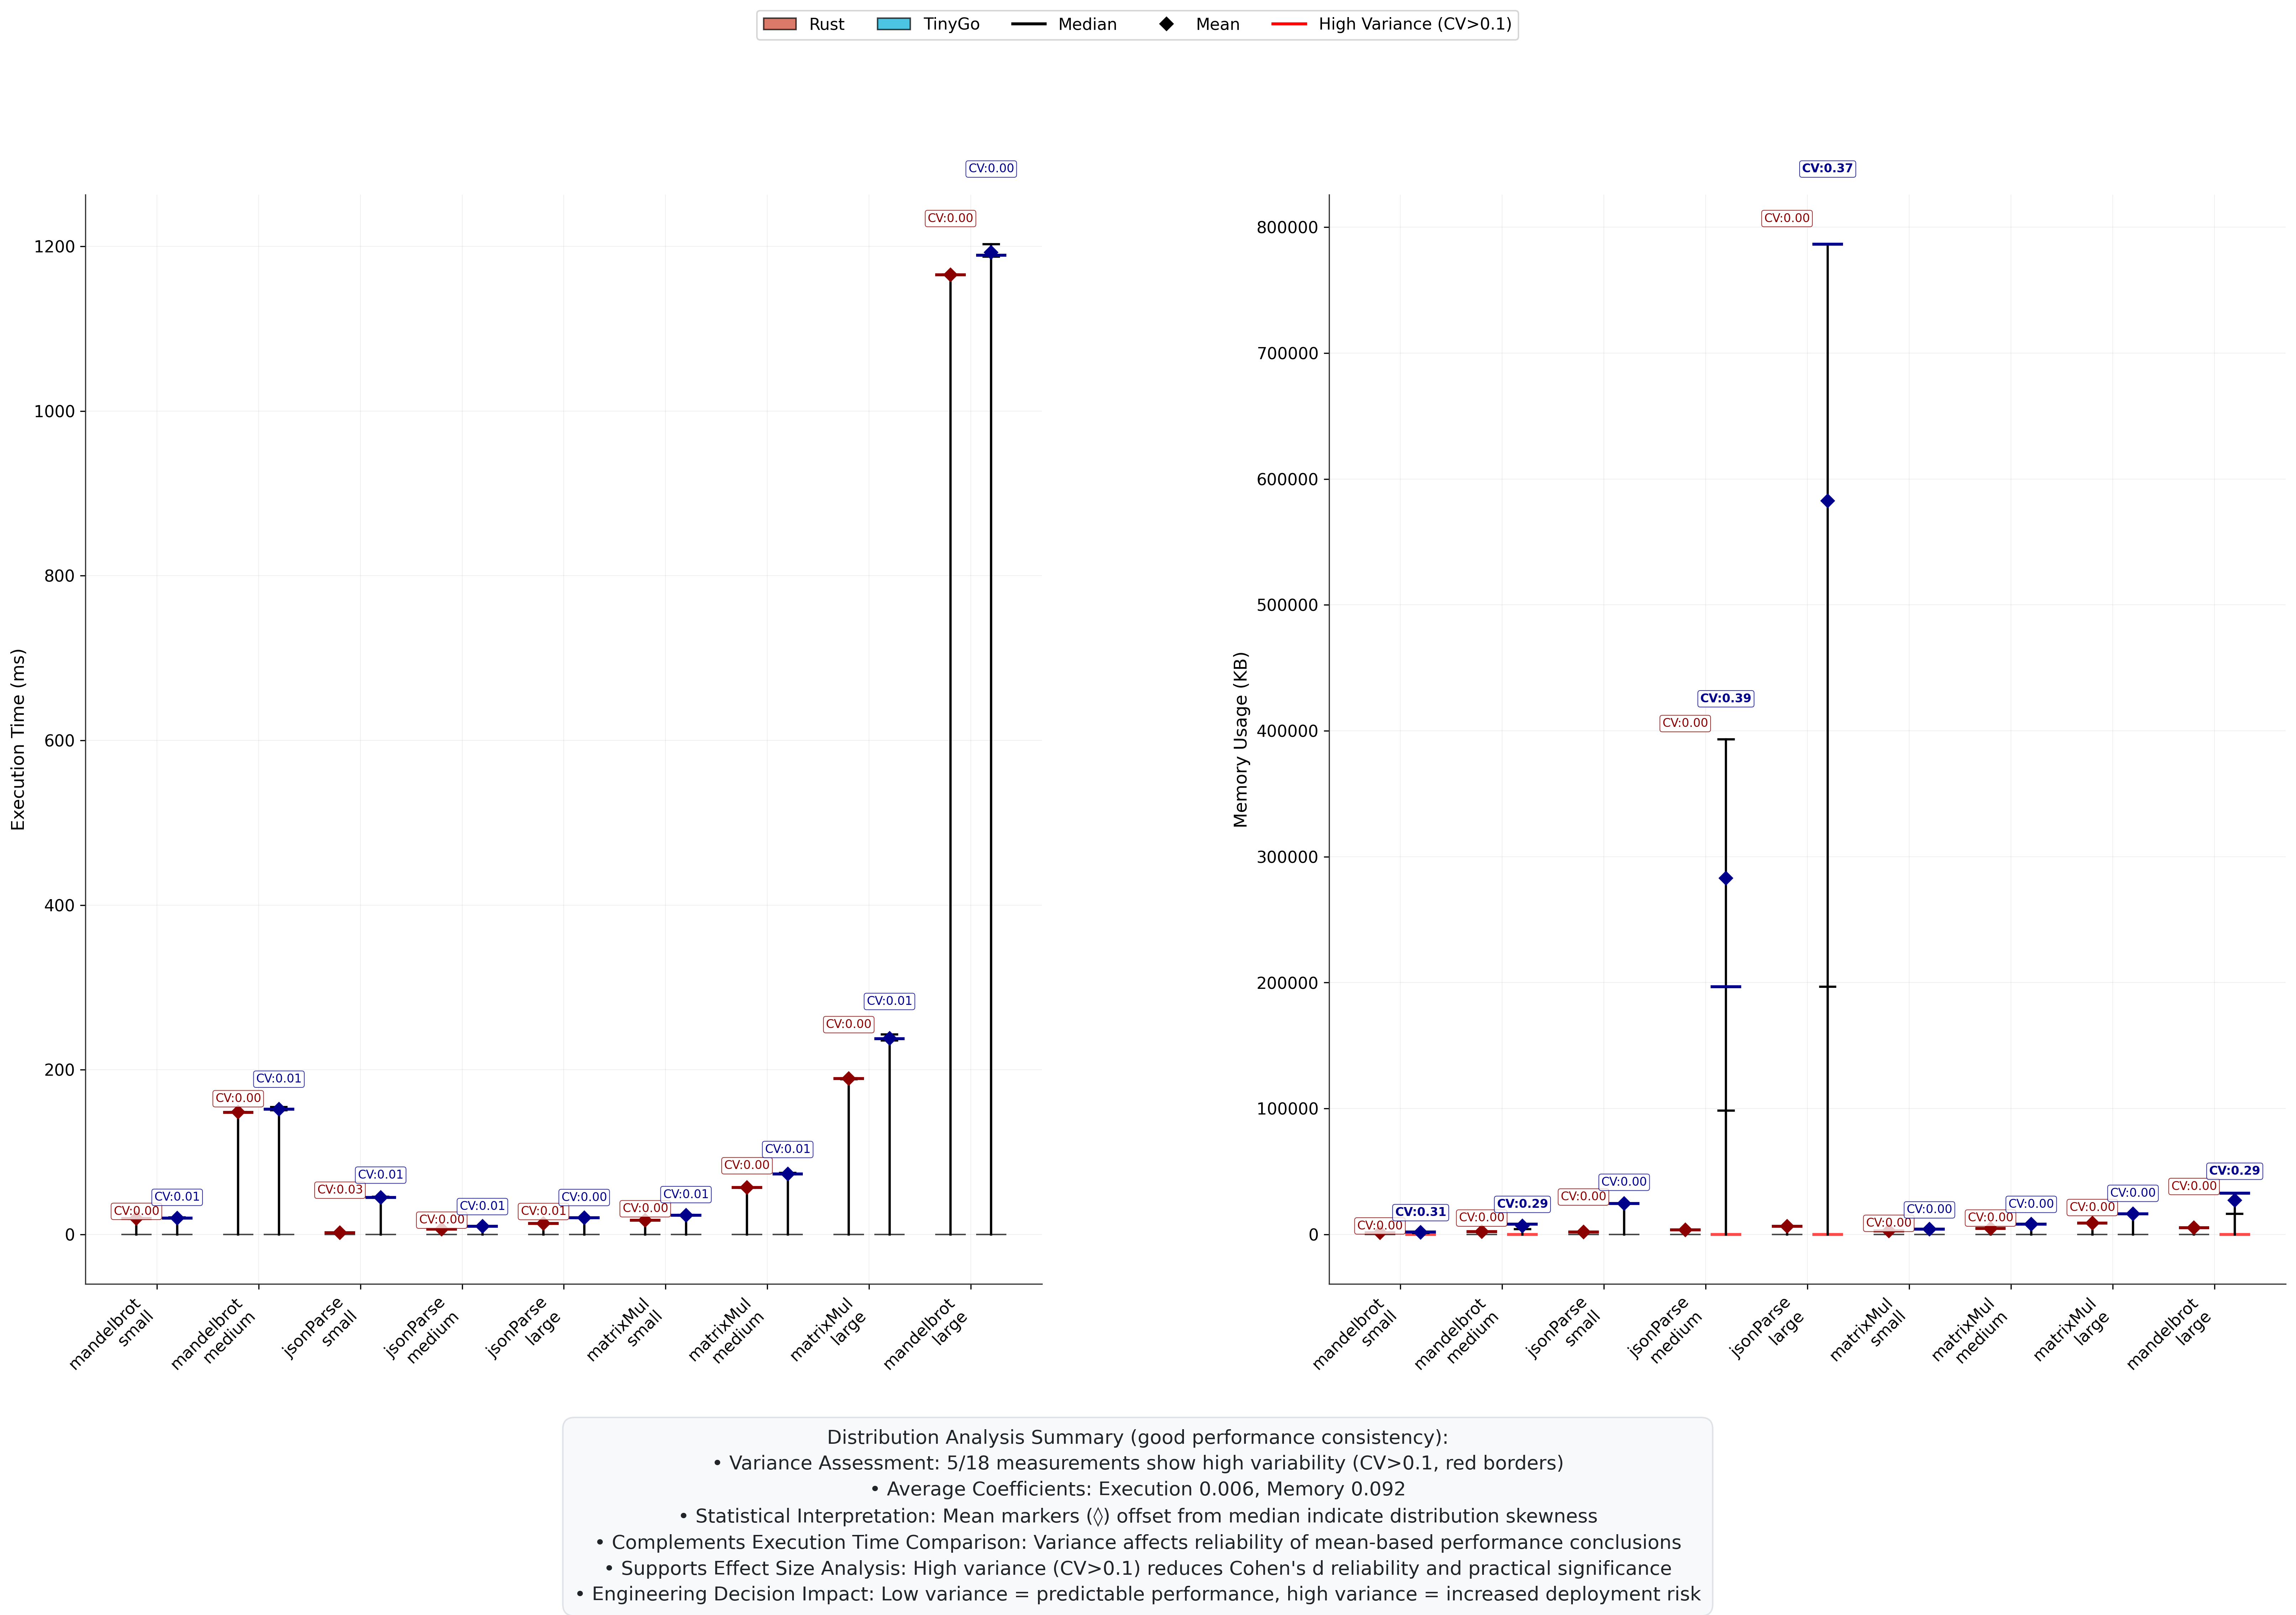 Rust
TinyGo
Median
Mean
High Variance (CV>0.1)
Execution Time (ms)
1200
1000
800
600
400
200
0
CV:0.00
CV:0.01
CV:0.00
CV:0.01
CV:0.03
CV:0.01
CV:0.00
CV:0.01
CV:0.01
CV:0.00
CV:0.00
CV:0.01
CV:0.00
CV:0.01
CV:0.00
CV:0.01
CV:0.00
CV:0.00
mandelbrot
small
mandelbrot
medium
jsonParse
small
jsonParse
medium
jsonParse
large
matrixMul
small
matrixMul
medium
matrixMul
large
mandelbrot
large
Memory Usage (KB)
800000
700000
600000
500000
400000
300000
200000
100000
0
CV:0.00
CV:0.31
CV:0.00
CV:0.29
CV:0.00
CV:0.00
CV:0.00
CV:0.39
CV:0.00
CV:0.37
CV:0.00
CV:0.00
CV:0.00
CV:0.00
CV:0.00
CV:0.00
CV:0.00
CV:0.29
mandelbrot
small
mandelbrot
medium
jsonParse
small
jsonParse
medium
jsonParse
large
matrixMul
small
matrixMul
medium
matrixMul
large
mandelbrot
large
Distribution Analysis Summary (good performance consistency):
• Variance Assessment: 5/18 measurements show high variability (CV>0.1, red borders)
• Average Coefficients: Execution 0.006, Memory 0.092
• Statistical Interpretation: Mean markers (◊) offset from median indicate distribution skewness
• Complements Execution Time Comparison: Variance affects reliability of mean-based performance conclusions
• Supports Effect Size Analysis: High variance (CV>0.1) reduces Cohen's d reliability and practical significance
• Engineering Decision Impact: Low variance = predictable performance, high variance = increased deployment risk